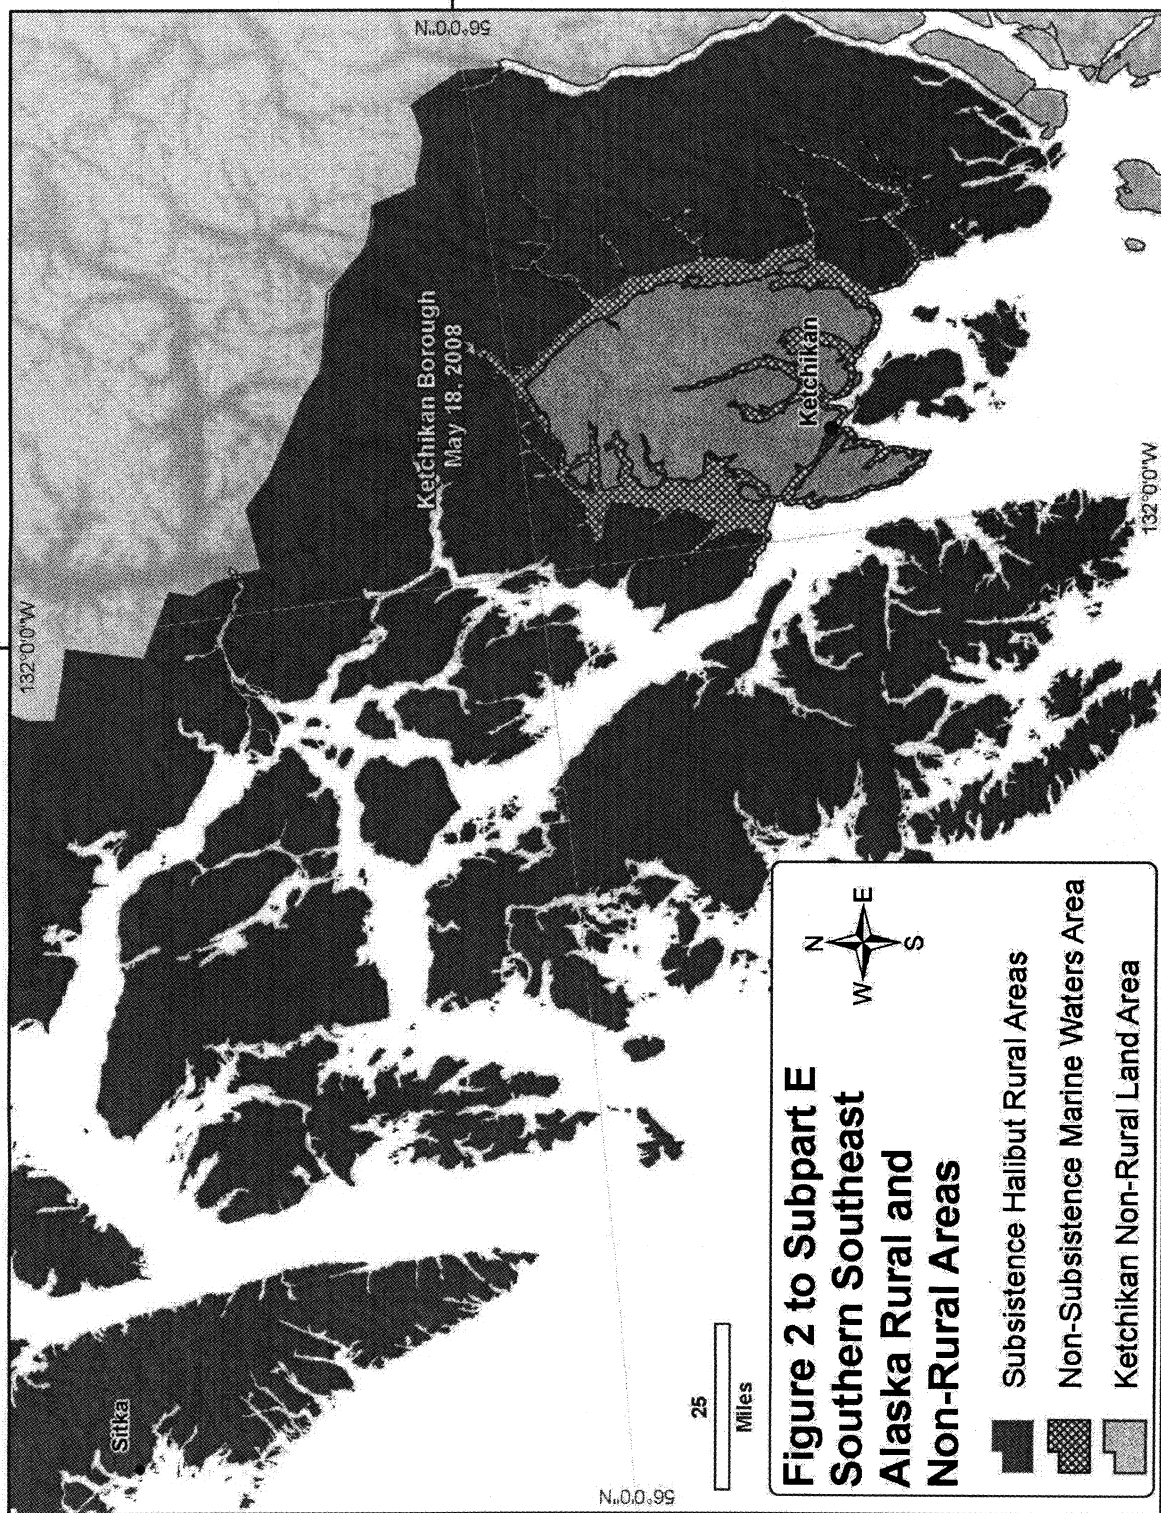 132°0'0"W
Sitka
Ketchikan Borough
May 18, 2008
56°0'0"N
56°0'0"N
25
Miles
Ketchikan
Figure 2 to Subpart E
Southern Southeast
Alaska Rural and
Non-Rural Areas
N
W
E
S
Subsistence Halibut Rural Areas
Non-Subsistence Marine Waters Area
Ketchikan Non-Rural Land Area
132°0'0"W